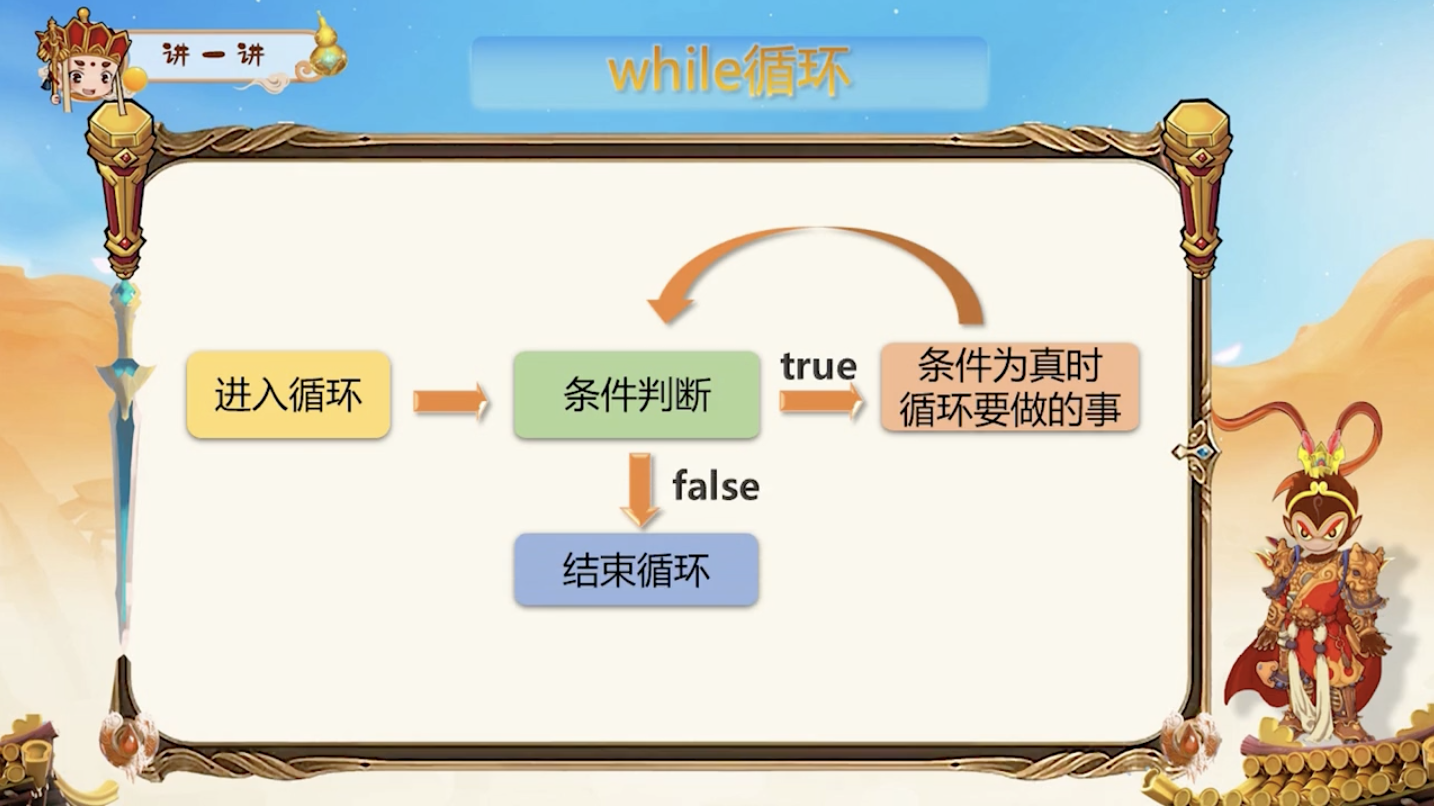 讲一讲
while循环
进入循环
条件判断
true
条件为真时
循环要做的事
false
结束循环